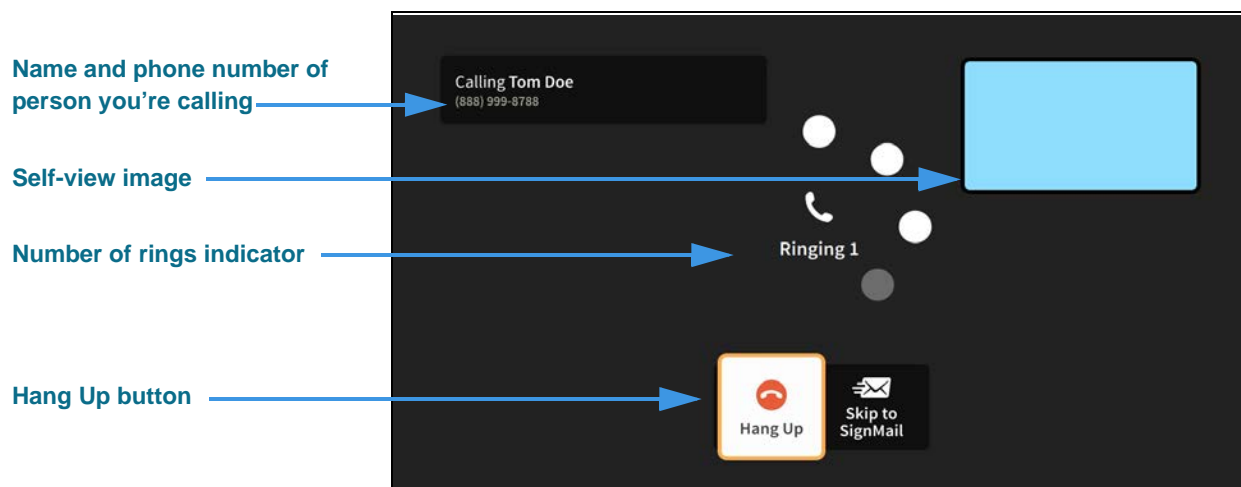 Name and phone number of
person you're calling
Self-view image
Number of rings indicator
Hang Up button
Calling Tom Doe
(888) 999-8788
Ringing 1
Hang Up
Skip to
SignMail